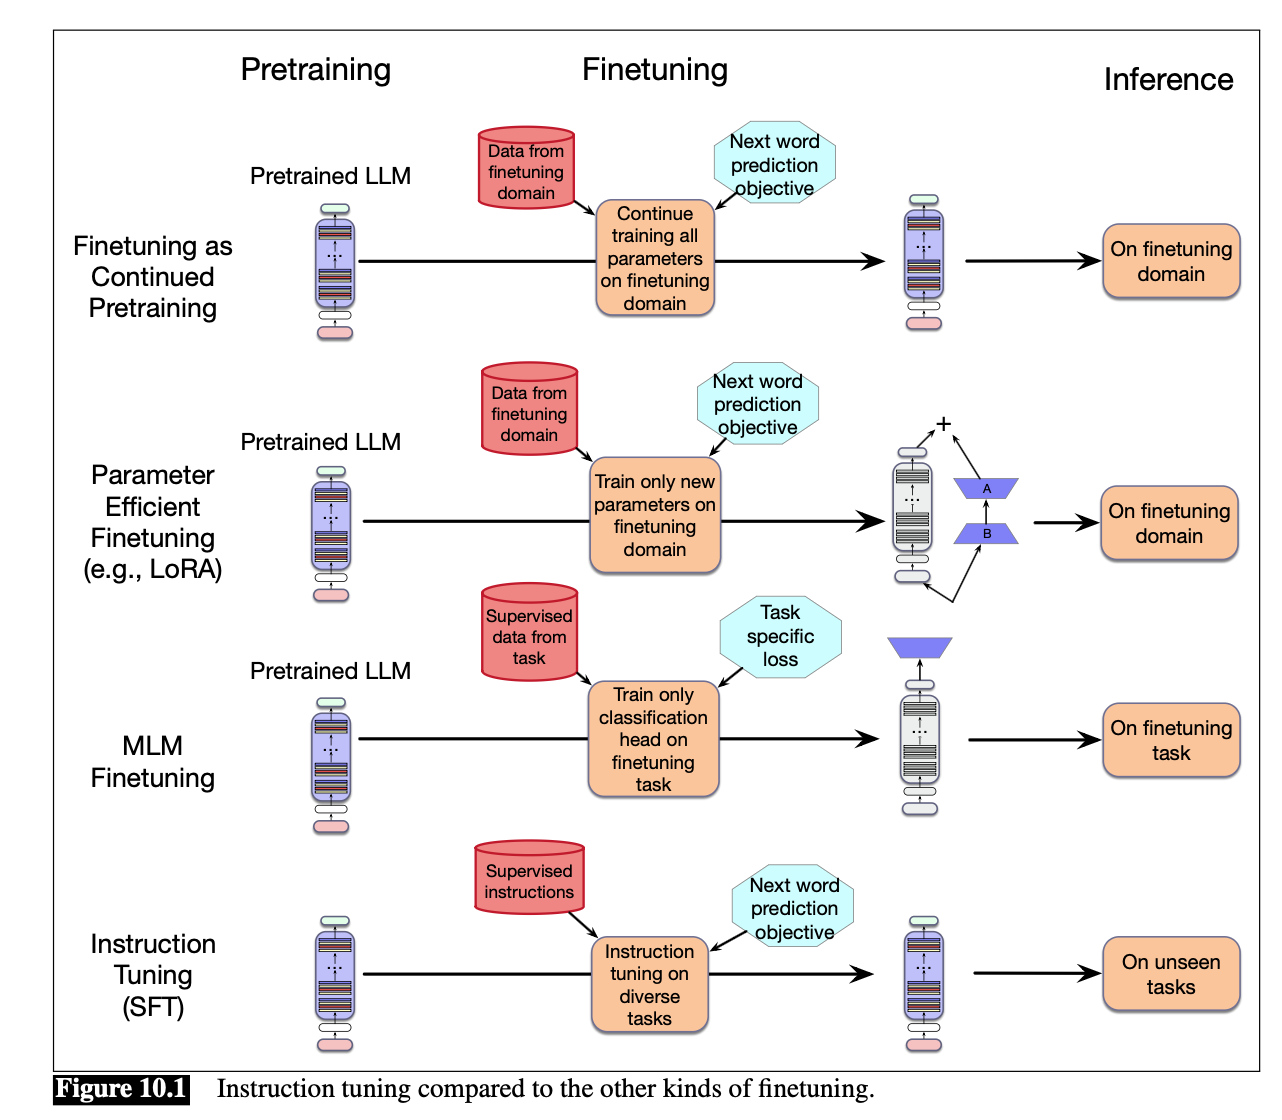 Pretraining
Finetuning
Inference
Finetuning as
Continued
Pretraining
Pretrained LLM
...
Data from
finetuning
domain
Next word
prediction
objective
Continue
training all
parameters
on finetuning
domain
...
On finetuning
domain
Parameter
Efficient
Finetuning
(e.g., LoRA)
Pretrained LLM
...
Data from
finetuning
domain
Next word
prediction
objective
Train only new
parameters on
finetuning
domain
...
+
A
B
On finetuning
domain
MLM
Finetuning
Pretrained LLM
...
Supervised
data from
task
Task
specific
loss
Train only
classification
head on
finetuning
task
...
On finetuning
task
Instruction
Tuning
(SFT)
...
Supervised
instructions
Next word
prediction
objective
Instruction
tuning on
diverse
tasks
...
On unseen
tasks
Figure 10.1 Instruction tuning compared to the other kinds of finetuning.